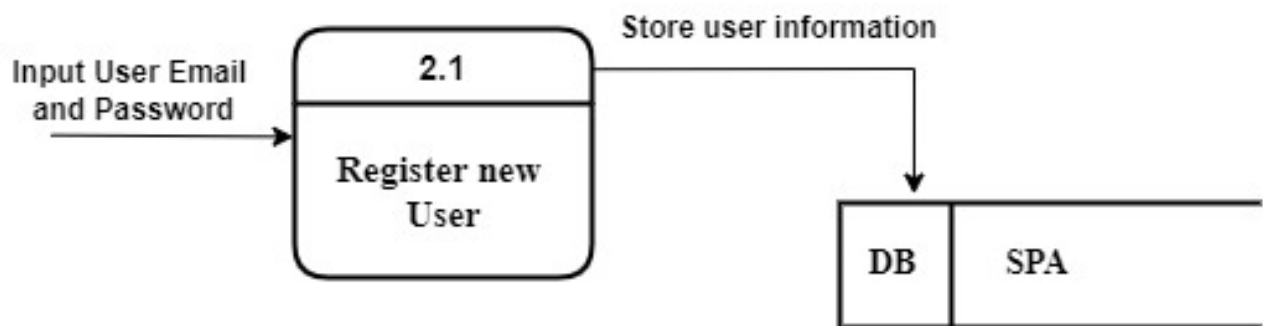 Store user information
Input User Email
and Password
2.1
Register new
User
DB
SPA